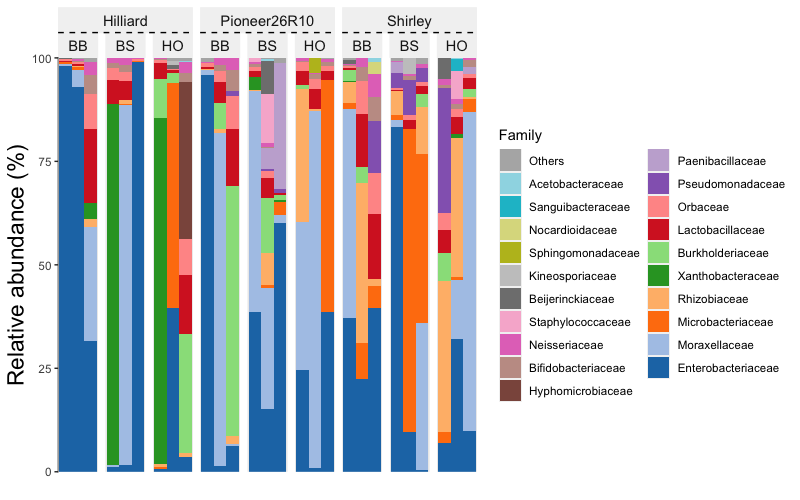 Hilliard Pioneer26R10 Shirley
BB BS HO BB BS HO BB BS HO
Relative abundance (%)
100
75
50
25
0
Family
Others
Acetobacteraceae
Sanguibacteraceae
Nocardioidaceae
Sphingomonadaceae
Kineosporiaceae
Beijerinckiaceae
Staphylococcaceae
Neisseriaceae
Bifidobacteriaceae
Hyphomicrobiaceae
Paenibacillaceae
Pseudomonadaceae
Orbaceae
Lactobacillaceae
Burkholderiaceae
Xanthobacteraceae
Rhizobiaceae
Microbacteriaceae
Moraxellaceae
Enterobacteriaceae